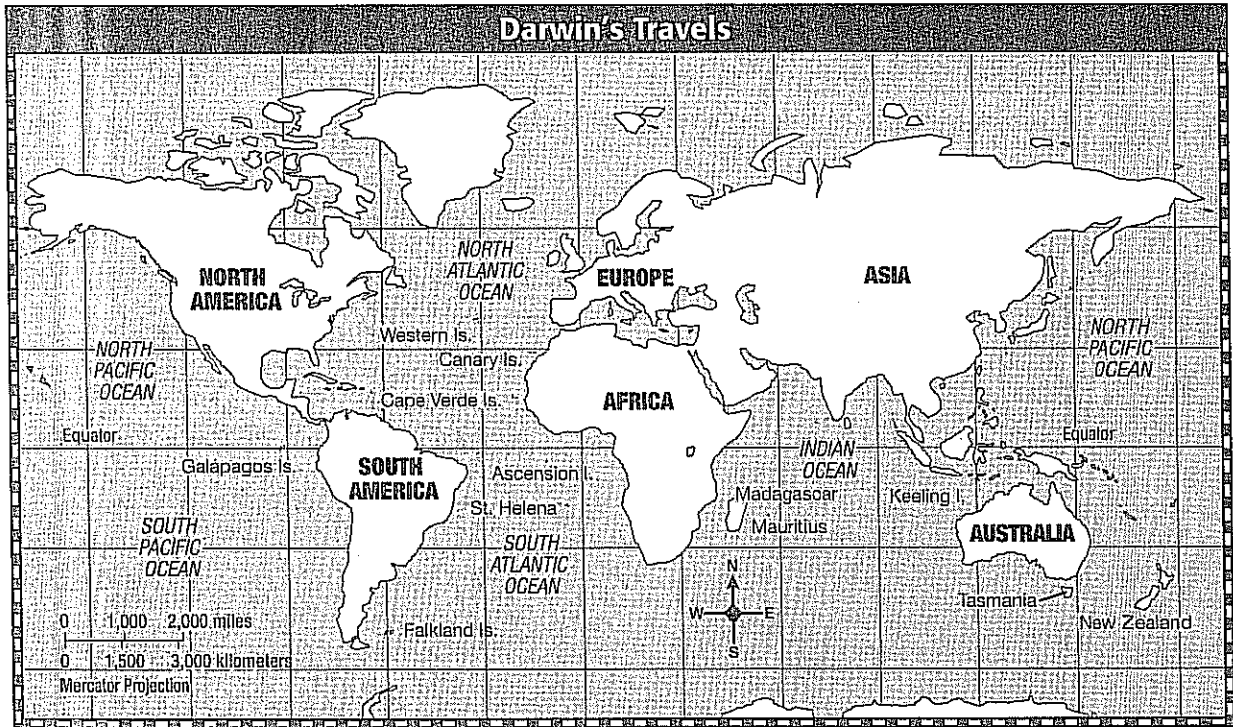 Darwin's Travels
NORTH
ATLANTIC
OCEAN
NORTH
AMERICA
EUROPE
ASIA
Western Is.
NORTH
PACIFIC
OCEAN
Canary Is.
NORTH
PACIFIC
OCEAN
Cape Verde Is.
AFRICA
Equator
Equator
INDIAN
OCEAN
Galápagos Is.
SOUTH
AMERICA
Ascension I.
Madagascar
Keeling I.
St. Helena
Mauritius
SOUTH
PACIFIC
OCEAN
SOUTH
ATLANTIC
OCEAN
AUSTRALIA
N
W E
S
Tasmania
New Zealand
0 1,000 2,000 miles
Falkland Is.
0 1,500 3,000 kilometers
Mercator Projection